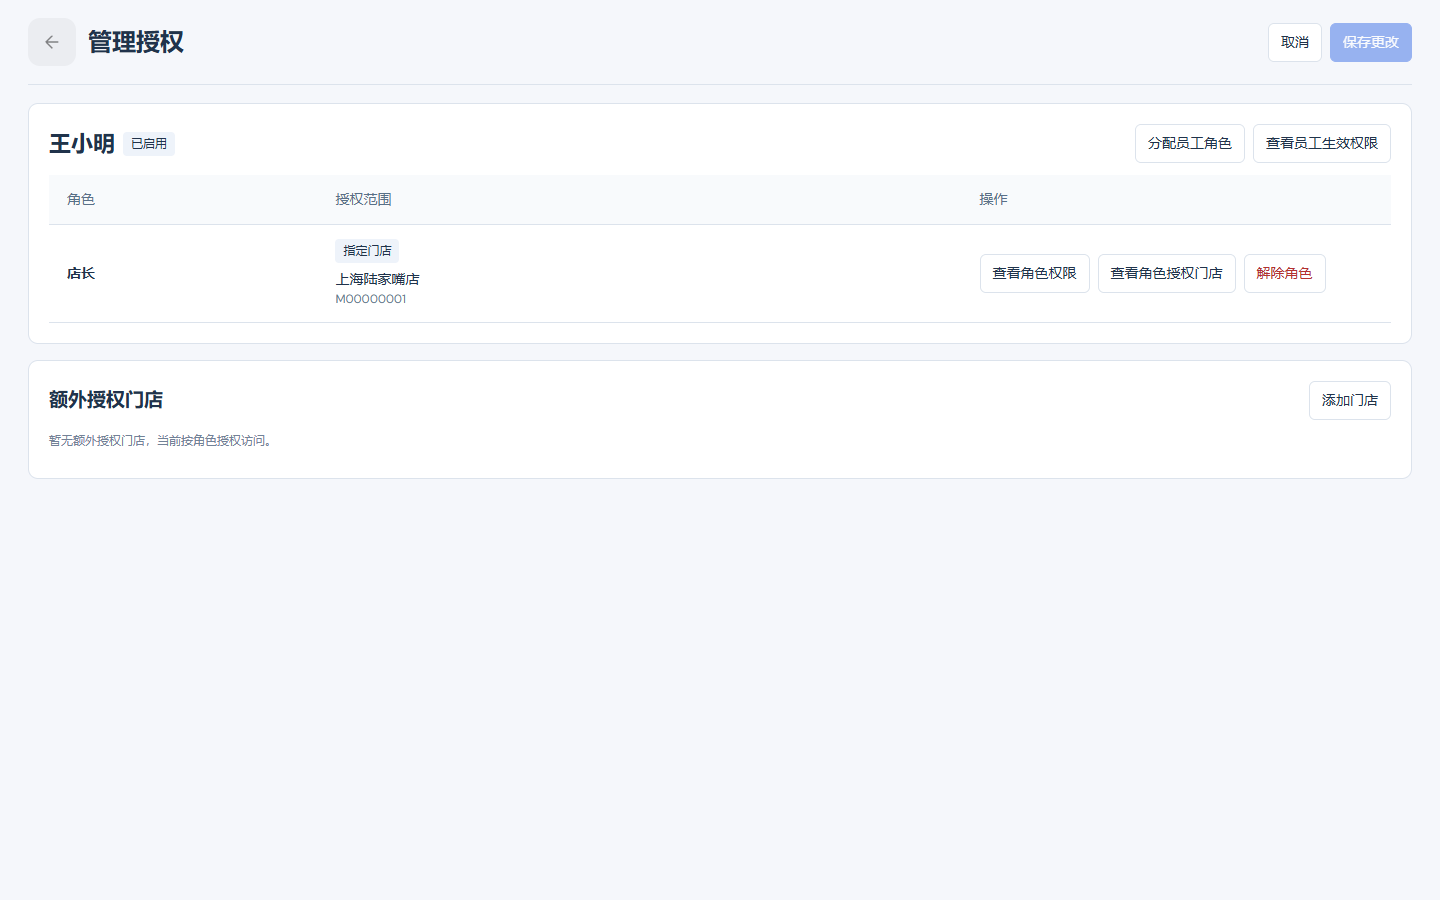 管理授权
取消
保存更改
王小明
已启用
分配员工角色
查看员工生效权限
角色
授权范围
操作
店长
指定门店
上海陆家嘴店
M00000001
查看角色权限
查看角色授权门店
解除角色
额外授权门店
添加门店
暂无额外授权门店，当前按角色授权访问。